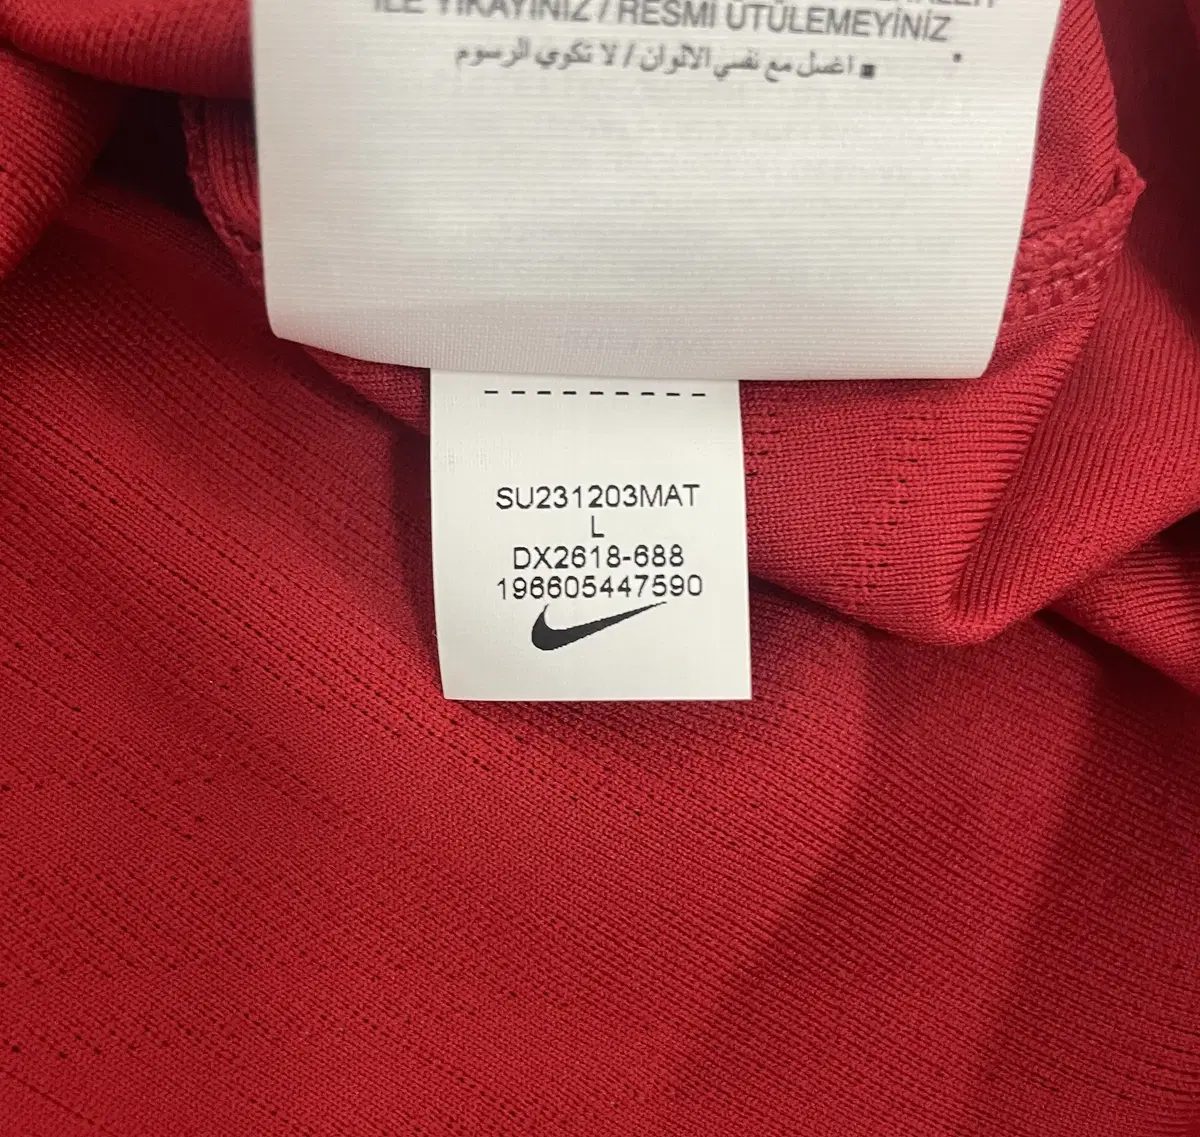 İLE YIKAYINIZ / RESMİ ÜTÜLEMEYİNİZ
■ اغسل مع نفس الألوان / لا تكوي الرسوم
---------
SU231203MAT
L
DX2618-688
196605447590